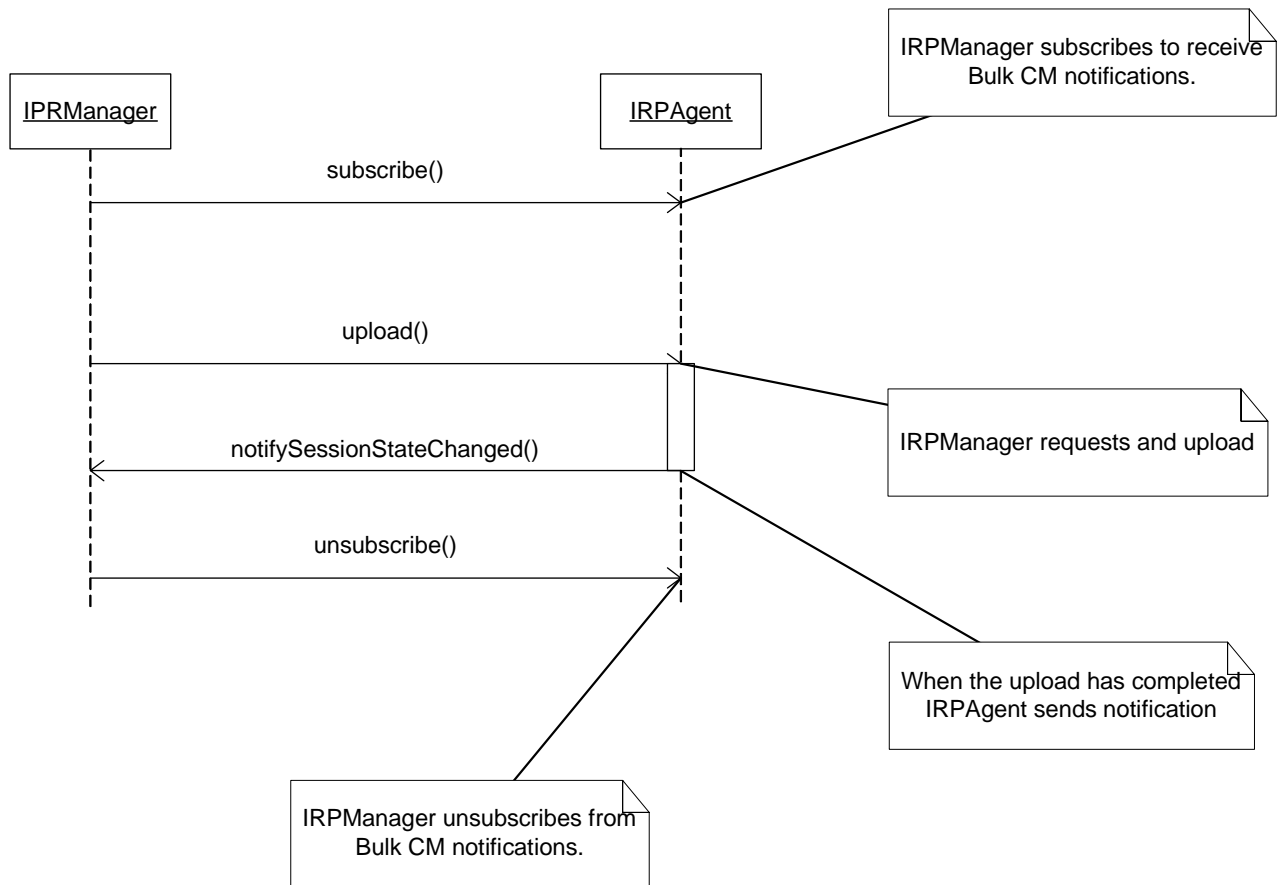 IRPManager subscribes to receive
Bulk CM notifications.
IPRManager
IRPAgent
subscribe()
upload()
IRPManager requests and upload
notifySessionStateChanged()
unsubscribe()
When the upload has completed
IRPAgent sends notification
IRPManager unsubscribes from
Bulk CM notifications.